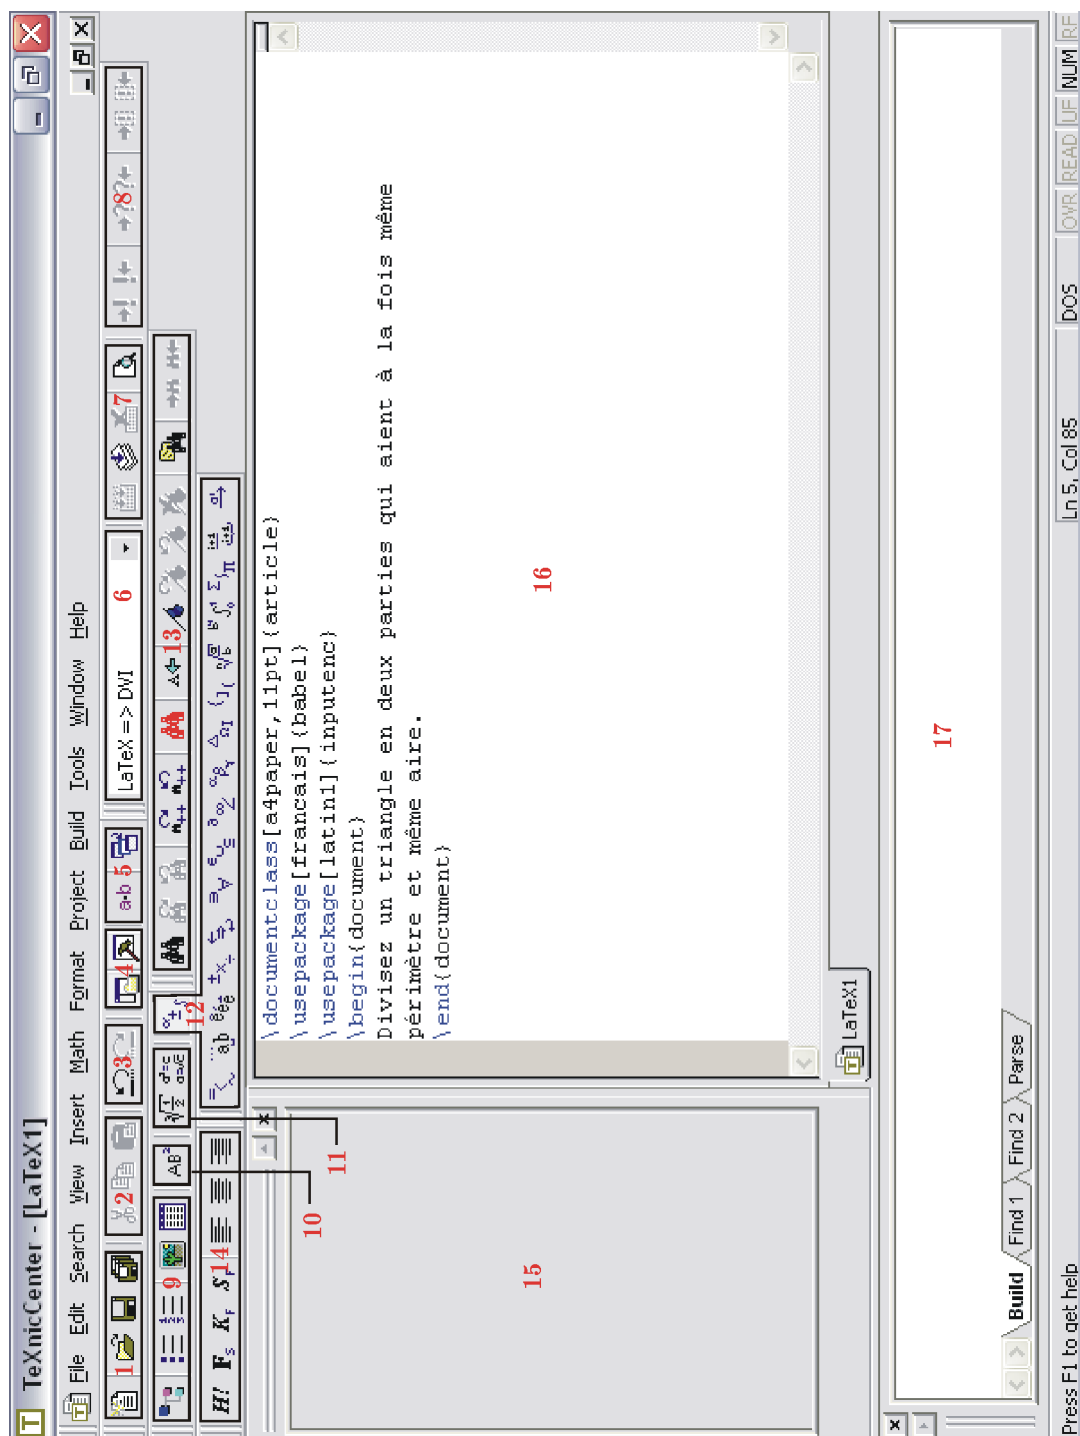 TeXnicCenter - [LaTeX1]
File Edit Search View Insert Math Format Project Build Tools Window Help
1 2 3 4 a-b 5 LaTeX => DVI 6 7 8
9 AB² 12 13
H! F S K F S F 14
10
11
15
\documentclass[a4paper,11pt]{article}
\usepackage[francais]{babel}
\usepackage[latin1]{inputenc}
\begin{document}
Divisez un triangle en deux parties qui aient à la fois même
périmètre et même aire.
\end{document}
16
LaTeX1
17
Build Find 1 Find 2 Parse
Press F1 to get help Ln 5, Col 85 DOS OVR READ UF NUM RF